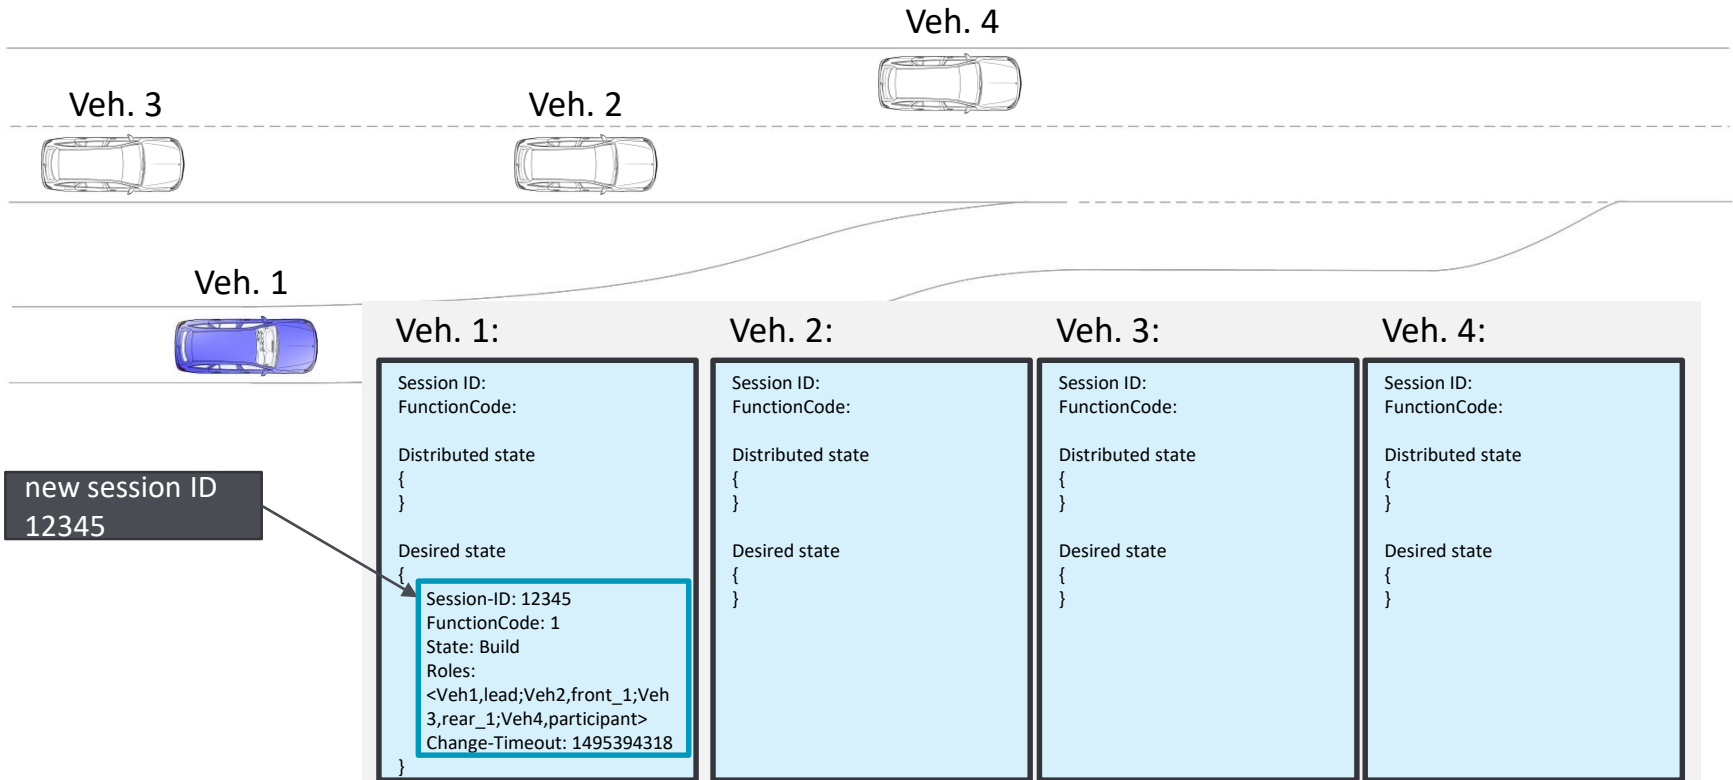 Veh. 4
Veh. 3
Veh. 2
Veh. 1
new session ID
12345
Veh. 1:
Session ID:
FunctionCode:
Distributed state
{
}
Desired state
{
Session-ID: 12345
FunctionCode: 1
State: Build
Roles:
<Veh1,lead;Veh2,front_1;Veh
3,rear_1;Veh4,participant>
Change-Timeout: 1495394318
}
Veh. 2:
Session ID:
FunctionCode:
Distributed state
{
}
Desired state
{
}
Veh. 3:
Session ID:
FunctionCode:
Distributed state
{
}
Desired state
{
}
Veh. 4:
Session ID:
FunctionCode:
Distributed state
{
}
Desired state
{
}